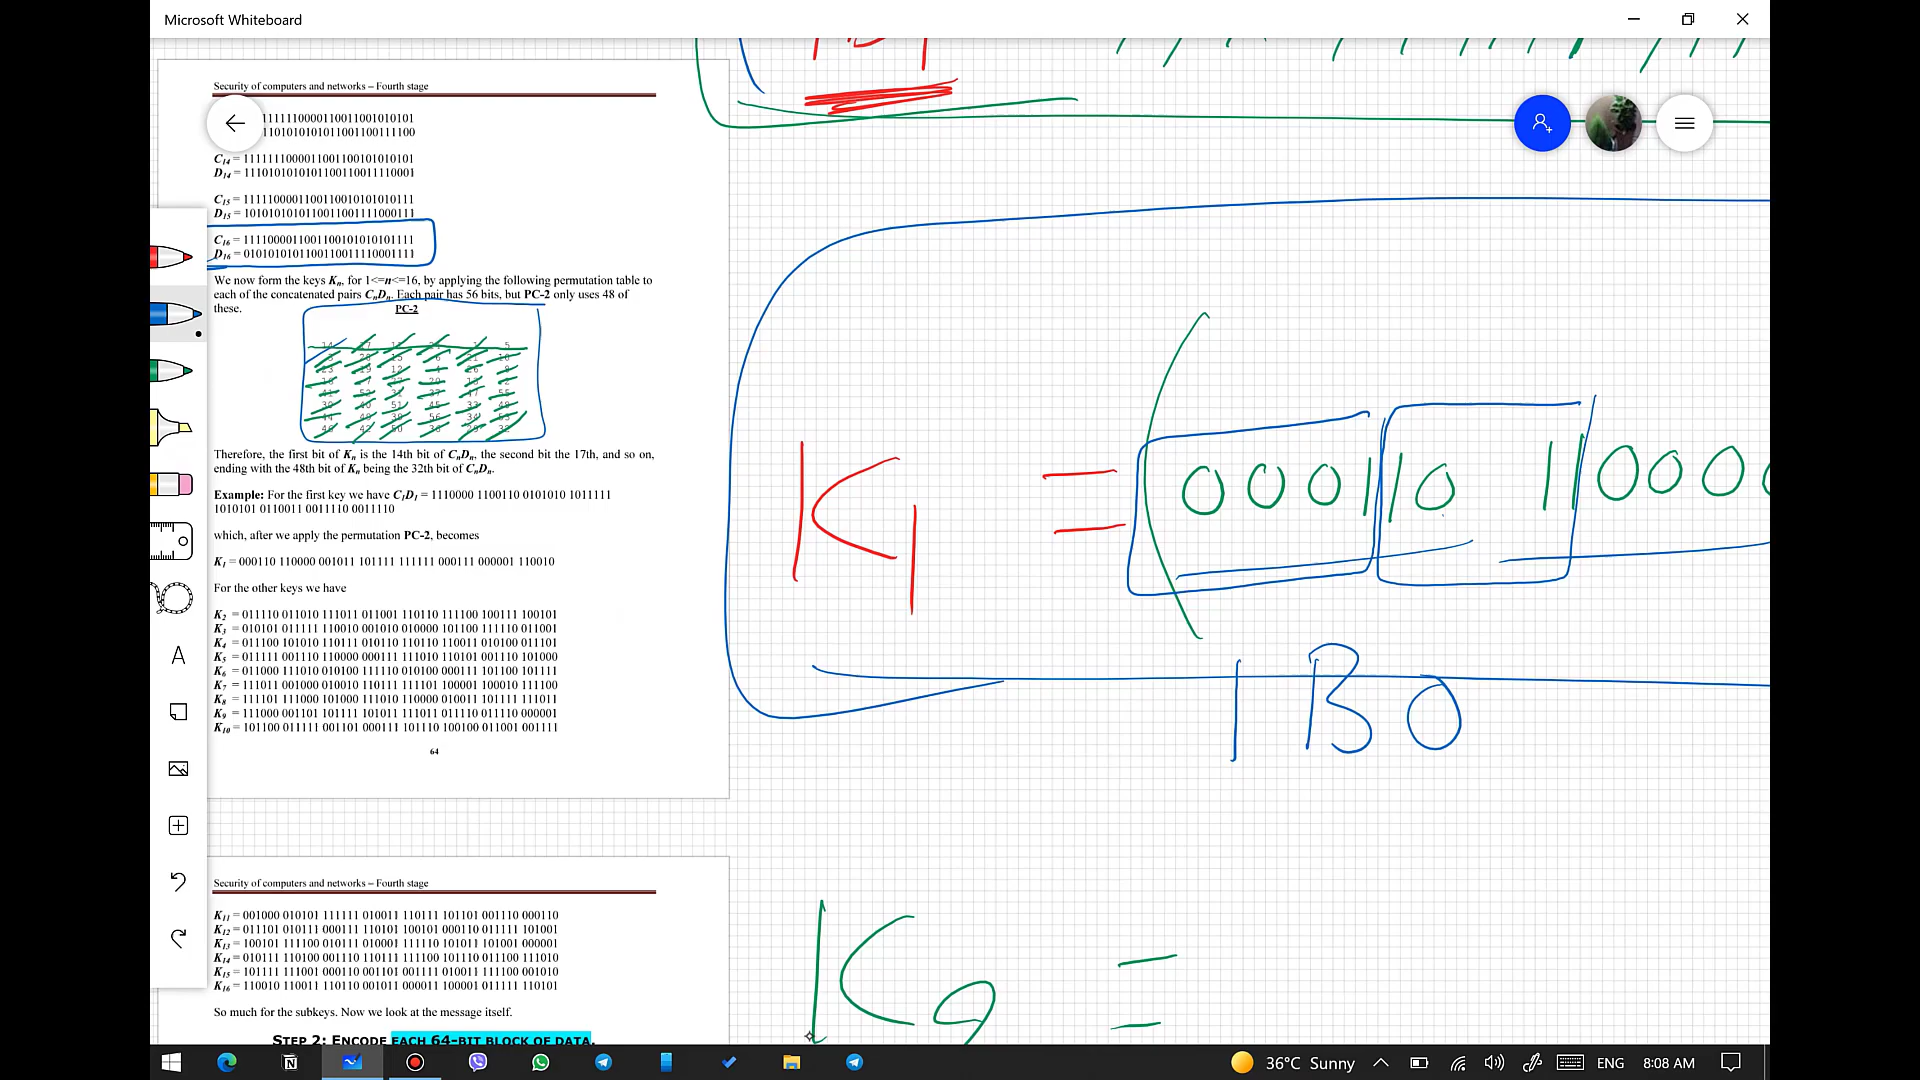 Microsoft Whiteboard
Security of computers and networks – Fourth stage
111111000011001100101010​1
110101010101100110011110​0
C14 = 1111111000011001100101010101
D14 = 1110101010101100110011110001
C15 = 1111100001100110010101010111
D15 = 1010101010110011001111000111
C16 = 1111000011001100101010101111
D16 = 0101010101100110011110001111
We now form the keys Kn, for 1<=n<=16, by applying the following permutation table to
each of the concatenated pairs CnDn. Each pair has 56 bits, but PC-2 only uses 48 of
these.
PC-2
Therefore, the first bit of Kn is the 14th bit of CnDn, the second bit the 17th, and so on,
ending with the 48th bit of Kn being the 32th bit of CnDn.
Example: For the first key we have C1D1 = 1110000 1100110 0101010 1011111
1010101 0110011 0011110 0011110
which, after we apply the permutation PC-2, becomes
K1 = 000110 110000 001011 101111 111111 000111 000001 110010
For the other keys we have
K2 = 011110 011010 111011 011001 110110 111100 100111 100101
K3 = 010101 011111 110010 001010 010000 101100 111110 011001
K4 = 011100 101010 110111 010110 110110 110011 010100 011101
K5 = 011111 001110 110000 000111 111010 110101 001110 101000
K6 = 011000 111010 010100 111110 010100 000111 101100 101111
K7 = 111011 001000 010010 110111 111101 100001 100010 111100
K8 = 111101 111000 101000 111010 110000 010011 101111 111011
K9 = 111000 001101 101111 101011 111011 011110 011110 000001
K10 = 101100 011111 001101 000111 101110 100100 011001 001111
64
Security of computers and networks – Fourth stage
K11 = 001000 010101 111111 010011 110111 101101 001110 000110
K12 = 011101 010111 000111 110101 100101 000110 011111 101001
K13 = 100101 111100 010111 010001 111110 101011 101001 000001
K14 = 010111 110100 001110 110111 111100 101110 011100 111010
K15 = 101111 111001 000110 001101 001111 010011 111100 001010
K16 = 110010 110011 110110 001011 000011 100001 011111 110101
So much for the subkeys. Now we look at the message itself.
STEP 2: ENCODE EACH 64-BIT BLOCK OF DATA.
K1 = ( 000110 110000
1 B 0
K9 =
A
36°C Sunny
ENG
8:08 AM